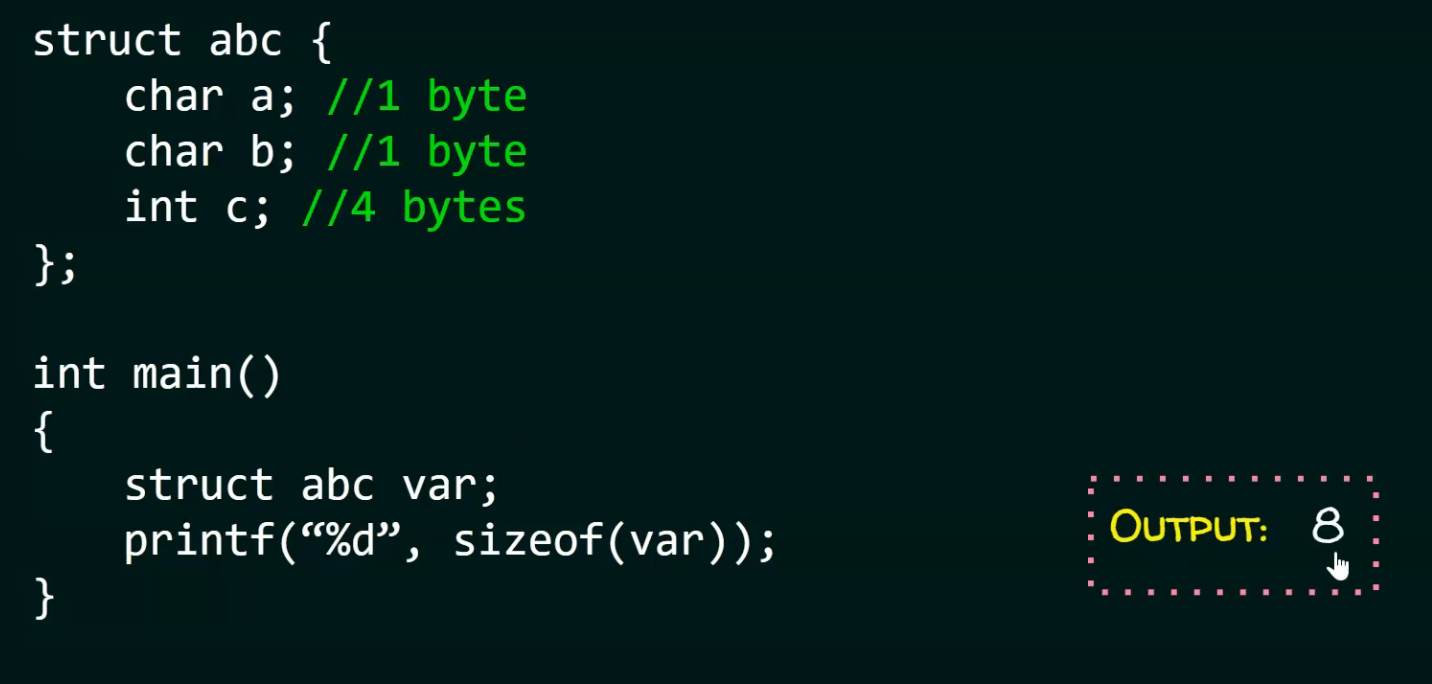 struct abc {
char a; //1 byte
char b; //1 byte
int c; //4 bytes
};
int main()
{
struct abc var;
printf(“%d”, sizeof(var));
}
OUTPUT: 8